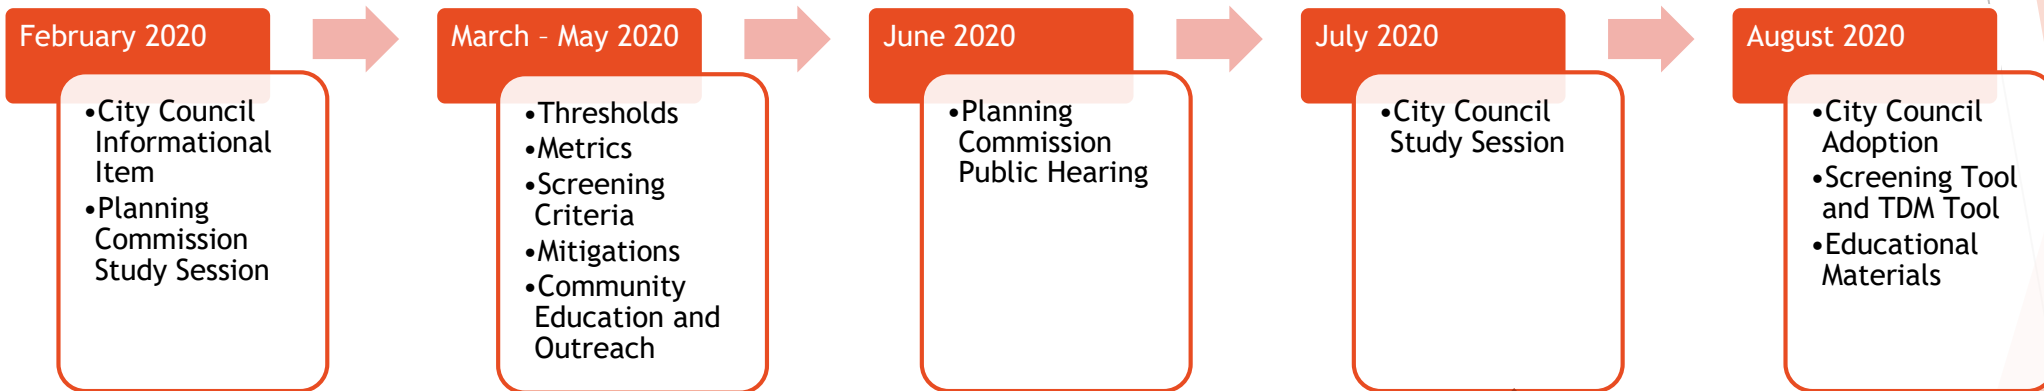 February 2020
•City Council
Informational
Item
•Planning
Commission
Study Session
March – May 2020
•Thresholds
•Metrics
•Screening
Criteria
•Mitigations
•Community
Education and
Outreach
June 2020
•Planning
Commission
Public Hearing
July 2020
•City Council
Study Session
August 2020
•City Council
Adoption
•Screening Tool
and TDM Tool
•Educational
Materials